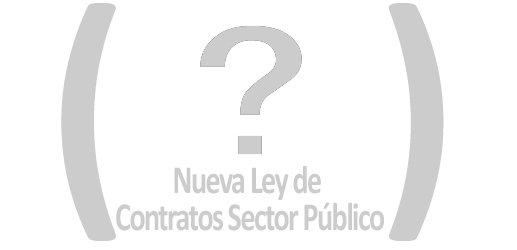 ( ? )
Nueva Ley de
Contratos Sector Público